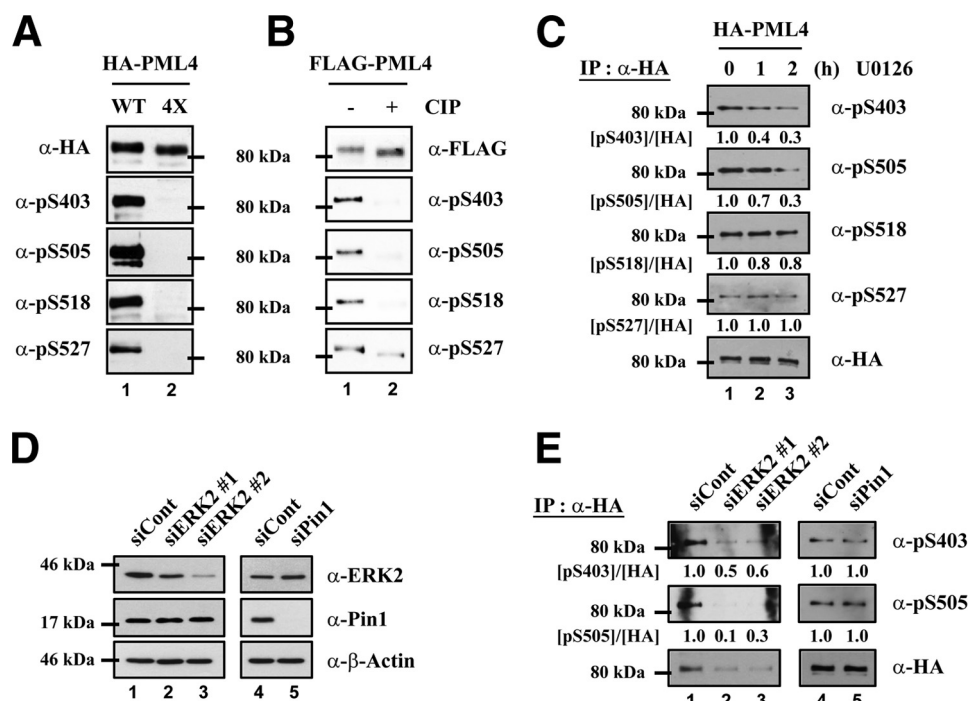 A
HA-PML4
WT 4X
α-HA
80 kDa
α-pS403
α-pS505
α-pS518
α-pS527
1 2
B
FLAG-PML4
- + CIP
80 kDa α-FLAG
80 kDa α-pS403
80 kDa α-pS505
80 kDa α-pS518
80 kDa α-pS527
1 2
C
HA-PML4
IP : α-HA 0 1 2 (h) U0126
80 kDa α-pS403
[pS403]/[HA] 1.0 0.4 0.3
80 kDa α-pS505
[pS505]/[HA] 1.0 0.7 0.3
80 kDa α-pS518
[pS518]/[HA] 1.0 0.8 0.8
80 kDa α-pS527
[pS527]/[HA] 1.0 1.0 1.0
80 kDa α-HA
1 2 3
D
siCont siERK2 #1 siERK2 #2 siCont siPin1
46 kDa α-ERK2
17 kDa α-Pin1
46 kDa α-β-Actin
1 2 3 4 5
E
siCont siERK2 #1 siERK2 #2 siCont siPin1
IP : α-HA
80 kDa α-pS403
[pS403]/[HA] 1.0 0.5 0.6 1.0 1.0
80 kDa α-pS505
[pS505]/[HA] 1.0 0.1 0.3 1.0 1.0
80 kDa α-HA
1 2 3 4 5